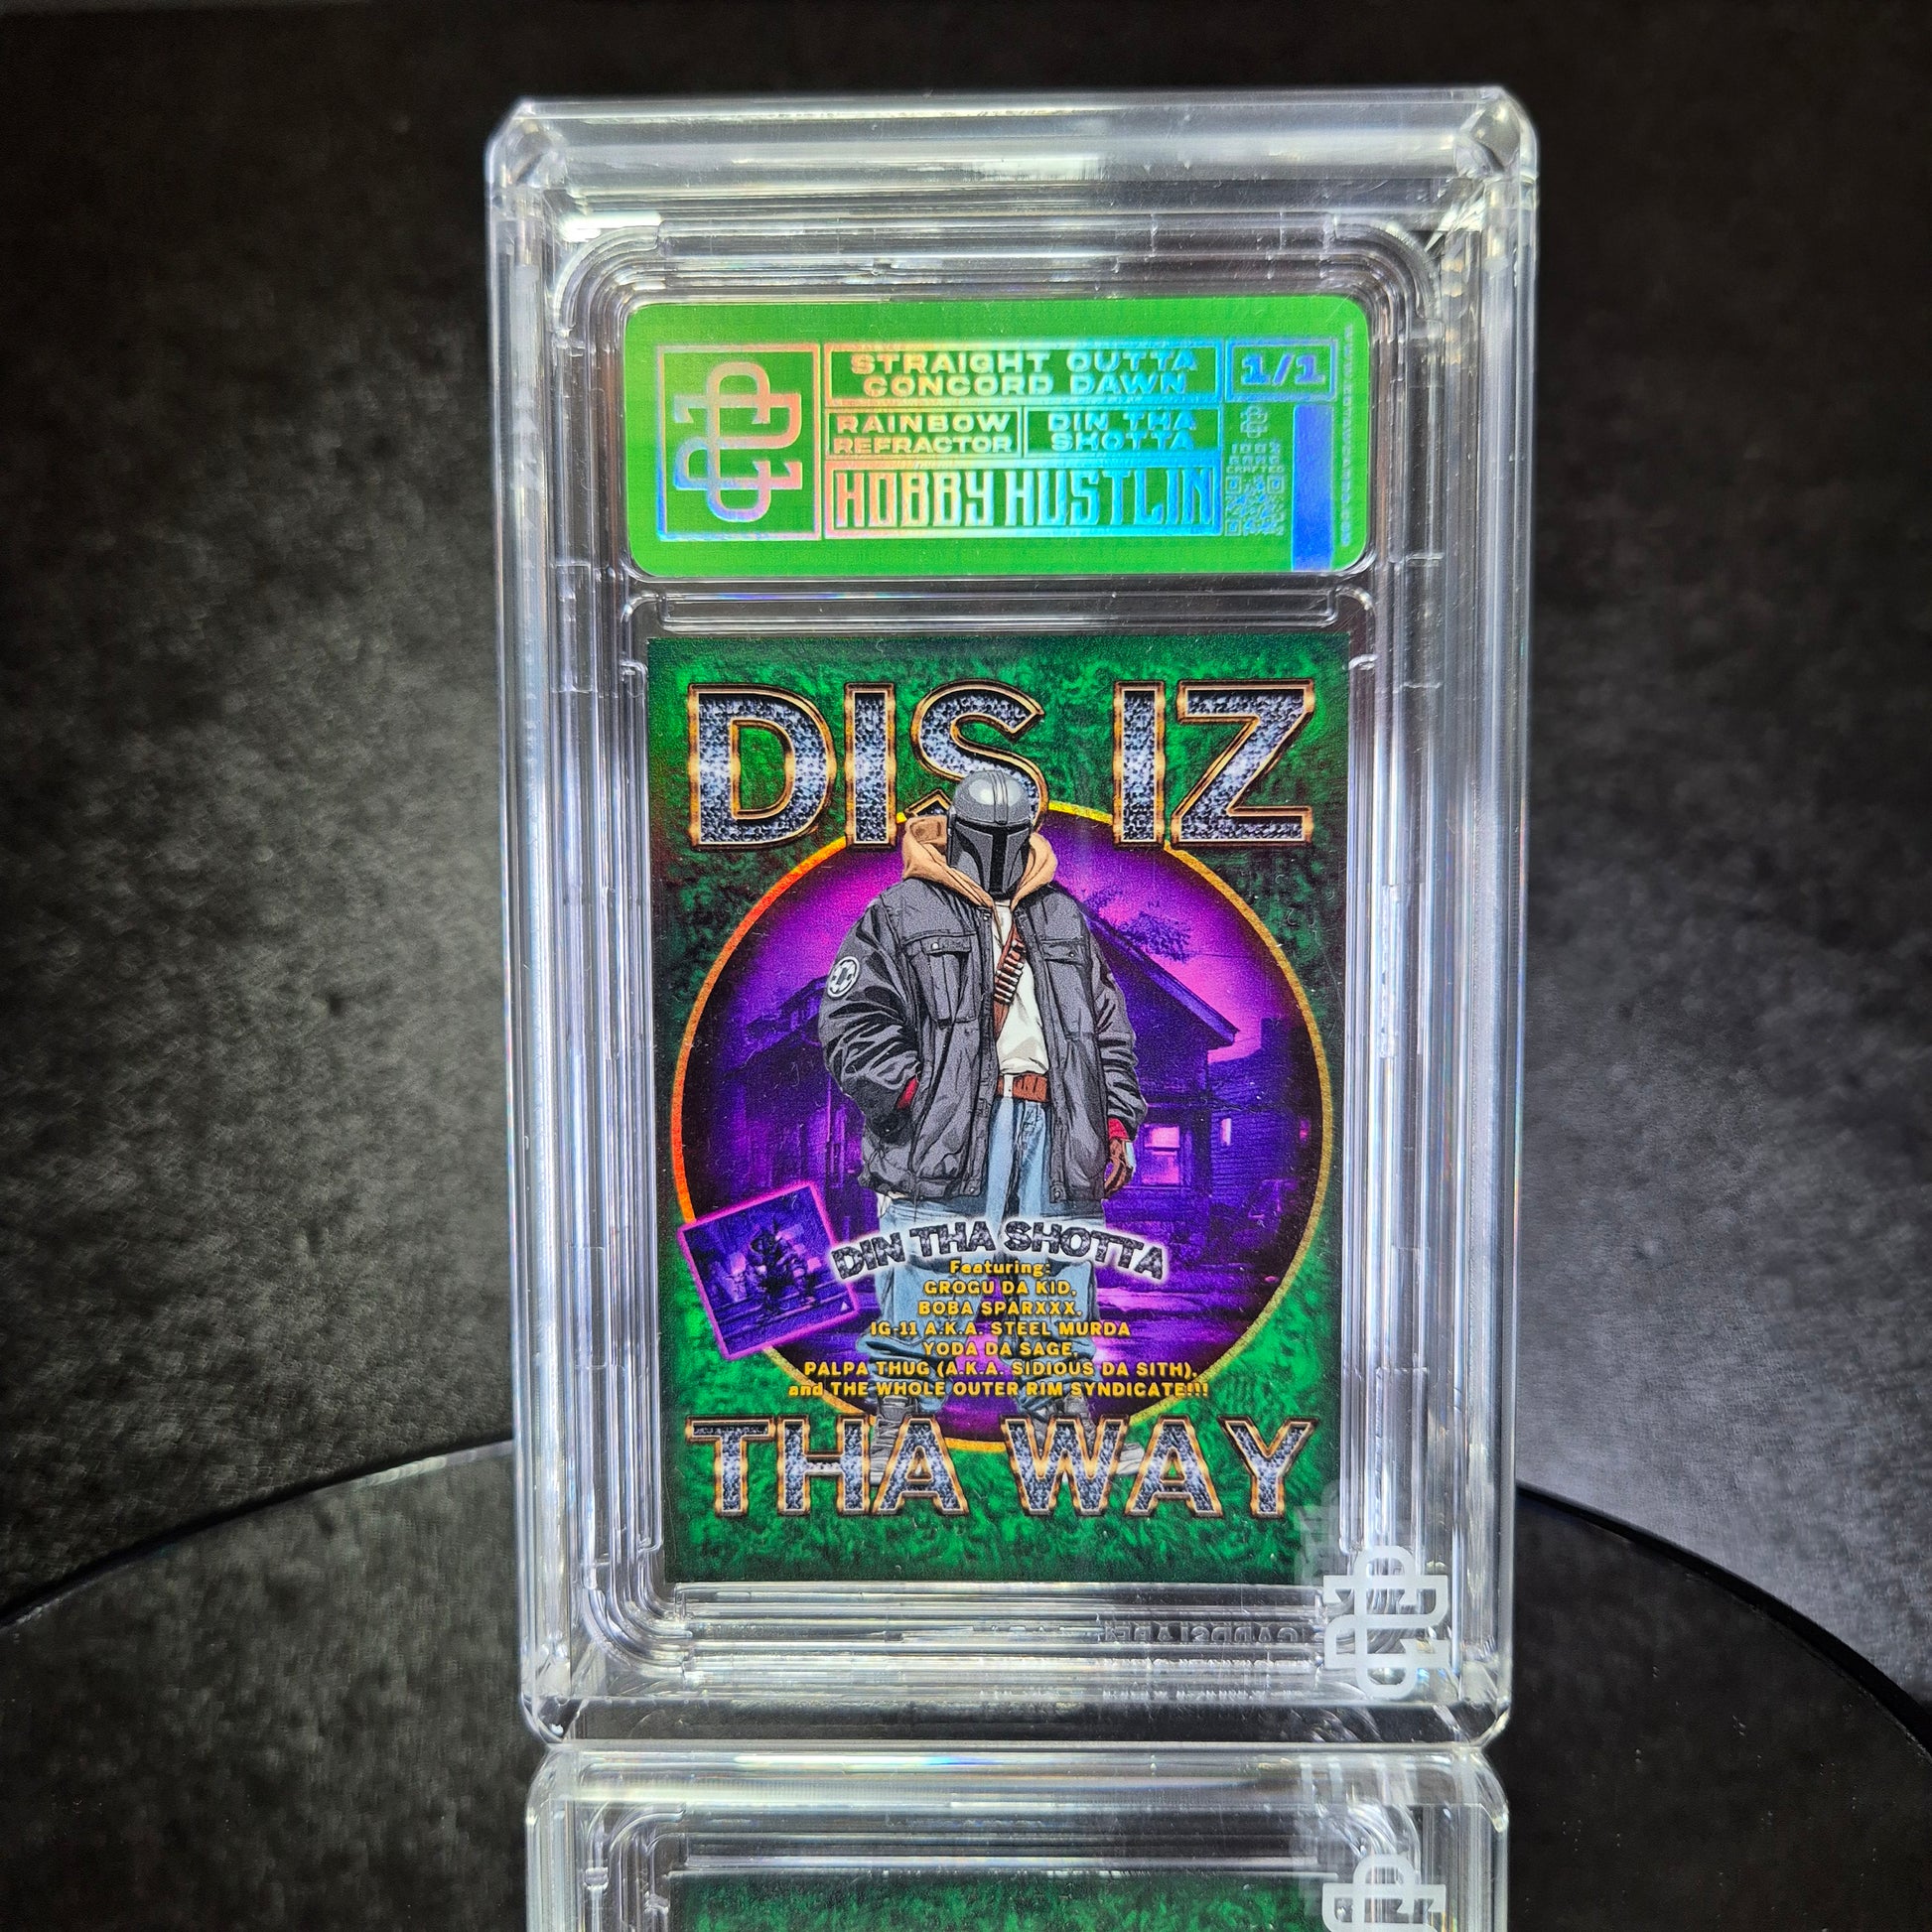 STRAIGHT OUTTA
CONCORD DAWN
1/1
RAINBOW
REFRACTOR
DIN THA
SHOTTA
HOBBY HUSTLIN
CRAFTED
DIS IZ
DIN THA SHOTTA
Featuring:
GROGU DA KID,
BOBA SPARXXX,
IG-11 A.K.A. STEEL MURDA
YODA DA SAGE,
PALPA THUG (A.K.A. SIDIOUS DA SITH),
and THE WHOLE OUTER RIM SYNDICATE!!!
THA WAY